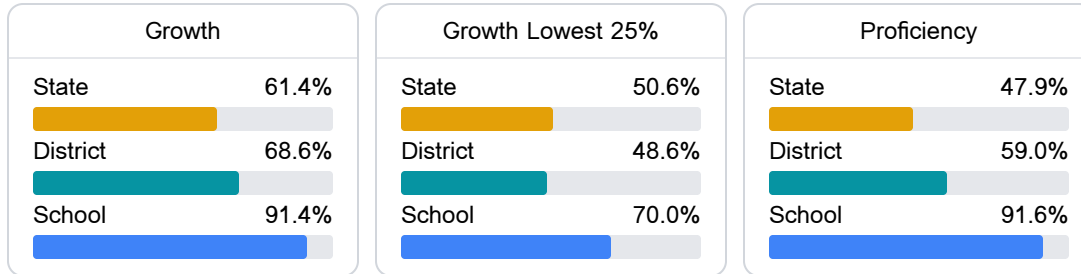 Growth
State 61.4%
District 68.6%
School 91.4%
Growth Lowest 25%
State 50.6%
District 48.6%
School 70.0%
Proficiency
State 47.9%
District 59.0%
School 91.6%